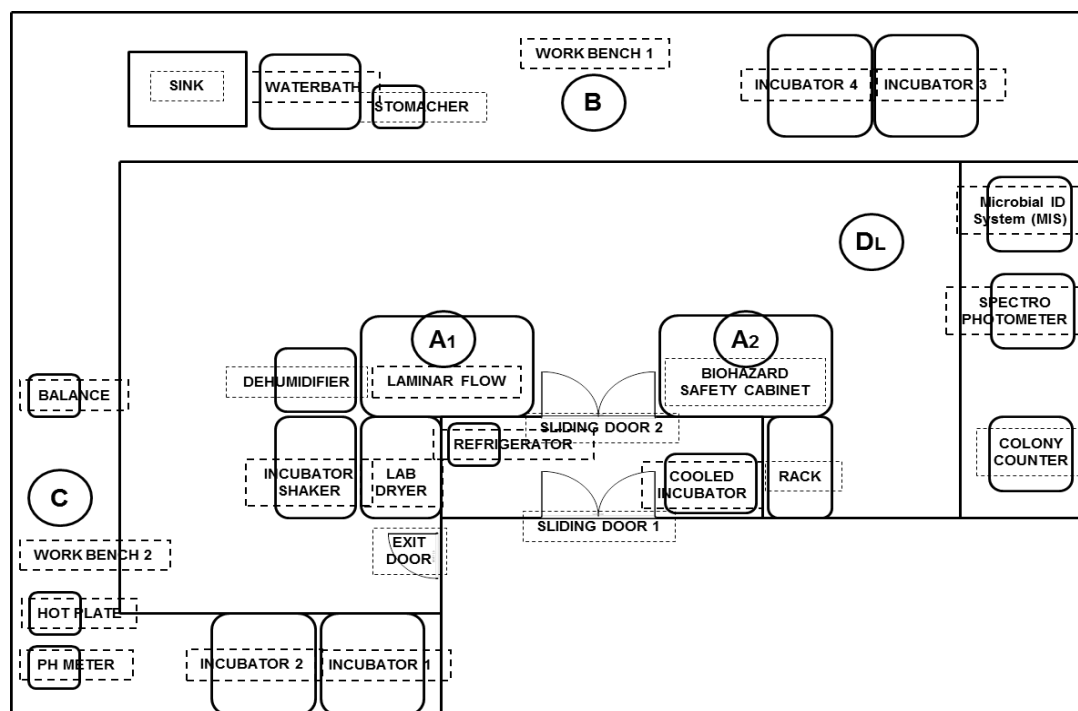 WORK BENCH 1
B
SINK
WATERBATH
STOMACHER
INCUBATOR 4
INCUBATOR 3
Microbial ID
System (MIS)
DL
SPECTRO
PHOTOMETER
A1
A2
DEHUMIDIFIER
LAMINAR FLOW
BIOHAZARD
SAFETY CABINET
BALANCE
SLIDING DOOR 2
REFRIGERATOR
COLONY
COUNTER
INCUBATOR
SHAKER
LAB
DRYER
COOLED
INCUBATOR
RACK
C
SLIDING DOOR 1
EXIT
DOOR
WORK BENCH 2
HOT PLATE
PH METER
INCUBATOR 2
INCUBATOR 1